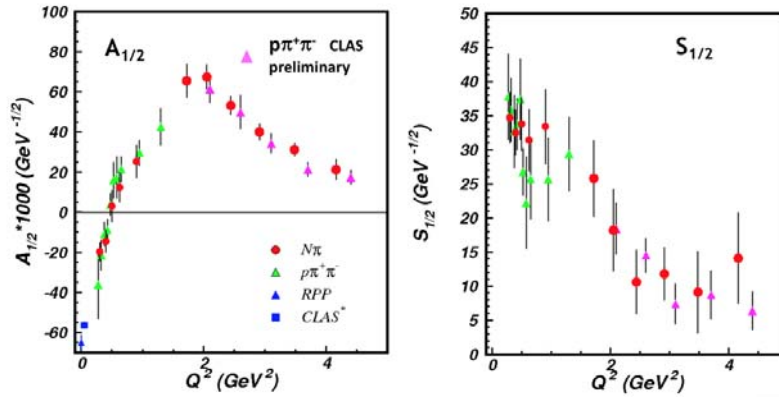 A1/2
pπ⁺π⁻ CLAS
preliminary
A1/2*1000 (GeV -1/2)
100
80
60
40
20
0
-20
-40
-60
Nπ
pπ⁺π⁻
RPP
CLAS*
0
2
4
Q² (GeV²)
S1/2
S1/2 (GeV -1/2)
50
45
40
35
30
25
20
15
10
5
0
0
2
4
Q² (GeV²)